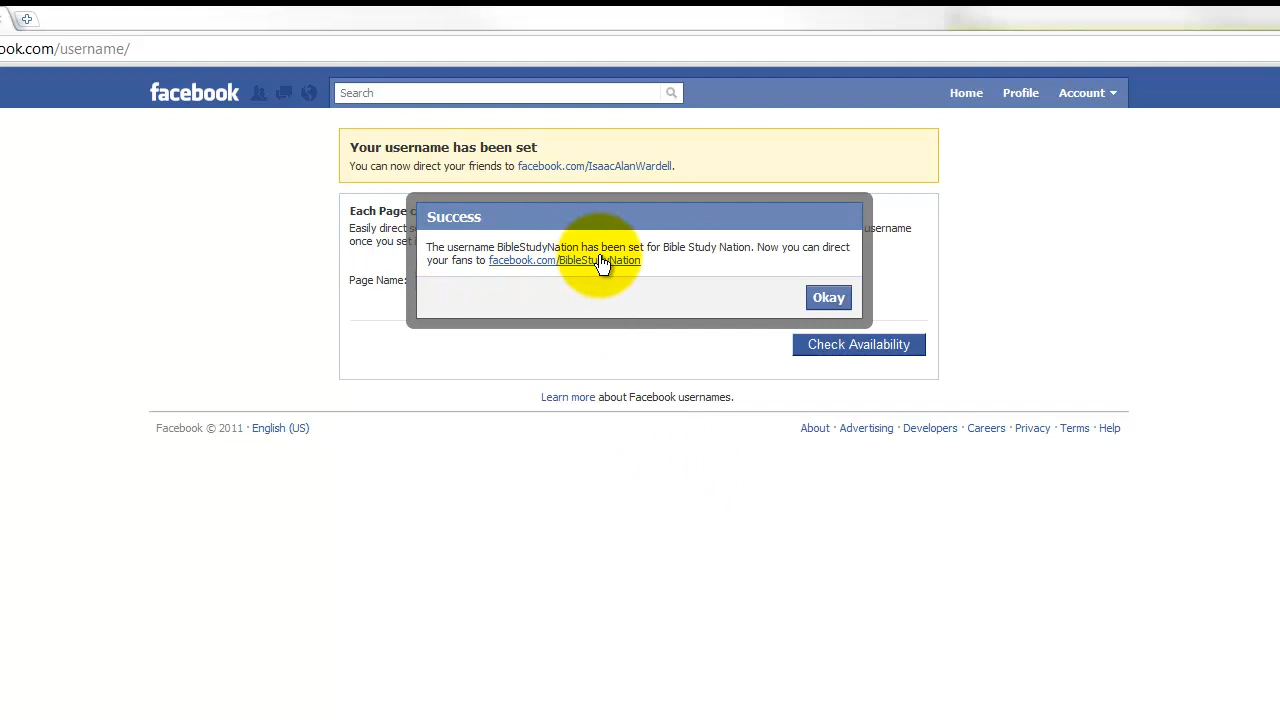 ook.com/username/
facebook Search Home Profile Account
Your username has been set
You can now direct your friends to facebook.com/IsaacAlanWardell.
Each Page
Easily direct username
once you set
Success
The username BibleStudyNation has been set for Bible Study Nation. Now you can direct
your fans to facebook.com/BibleStudyNation
Page Name:
Okay
Check Availability
Learn more about Facebook usernames.
Facebook © 2011 · English (US) About · Advertising · Developers · Careers · Privacy · Terms · Help